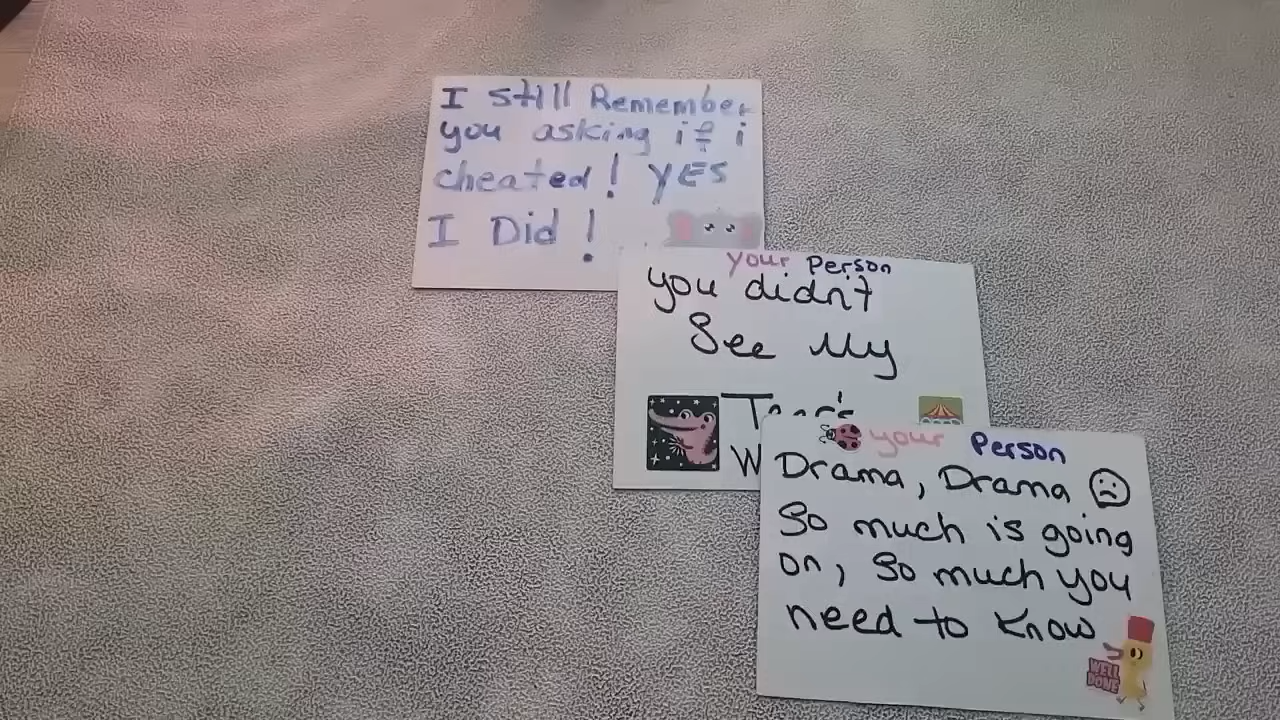 I still Remember
you asking if i
cheated! YES
I Did!
your Person
you didn't
See My
your Person
Drama, Drama
So much is going
on, So much you
need to Know
WELL
DONE